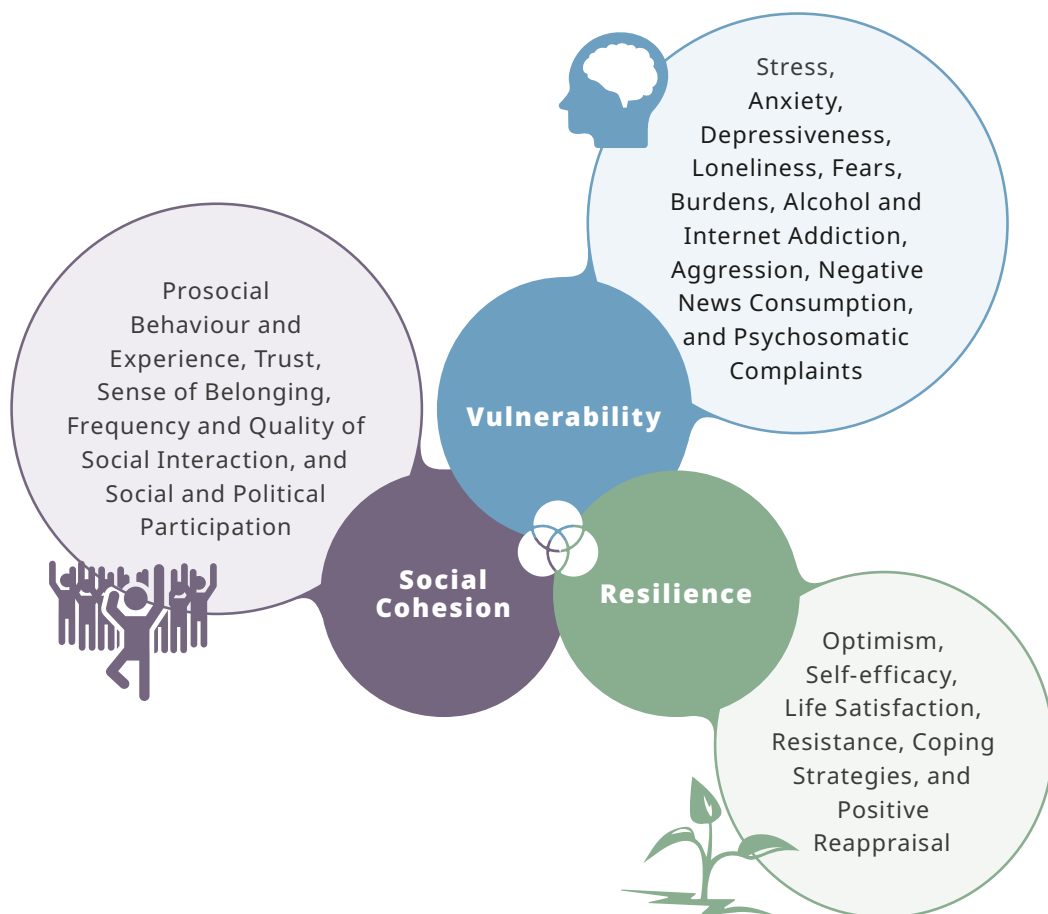 Stress,
Anxiety,
Depressiveness,
Loneliness, Fears,
Burdens, Alcohol and
Internet Addiction,
Aggression, Negative
News Consumption,
and Psychosomatic
Complaints
Prosocial
Behaviour and
Experience, Trust,
Sense of Belonging,
Frequency and Quality of
Social Interaction, and
Social and Political
Participation
Vulnerability
Social
Cohesion
Resilience
Optimism,
Self-efficacy,
Life Satisfaction,
Resistance, Coping
Strategies, and
Positive
Reappraisal